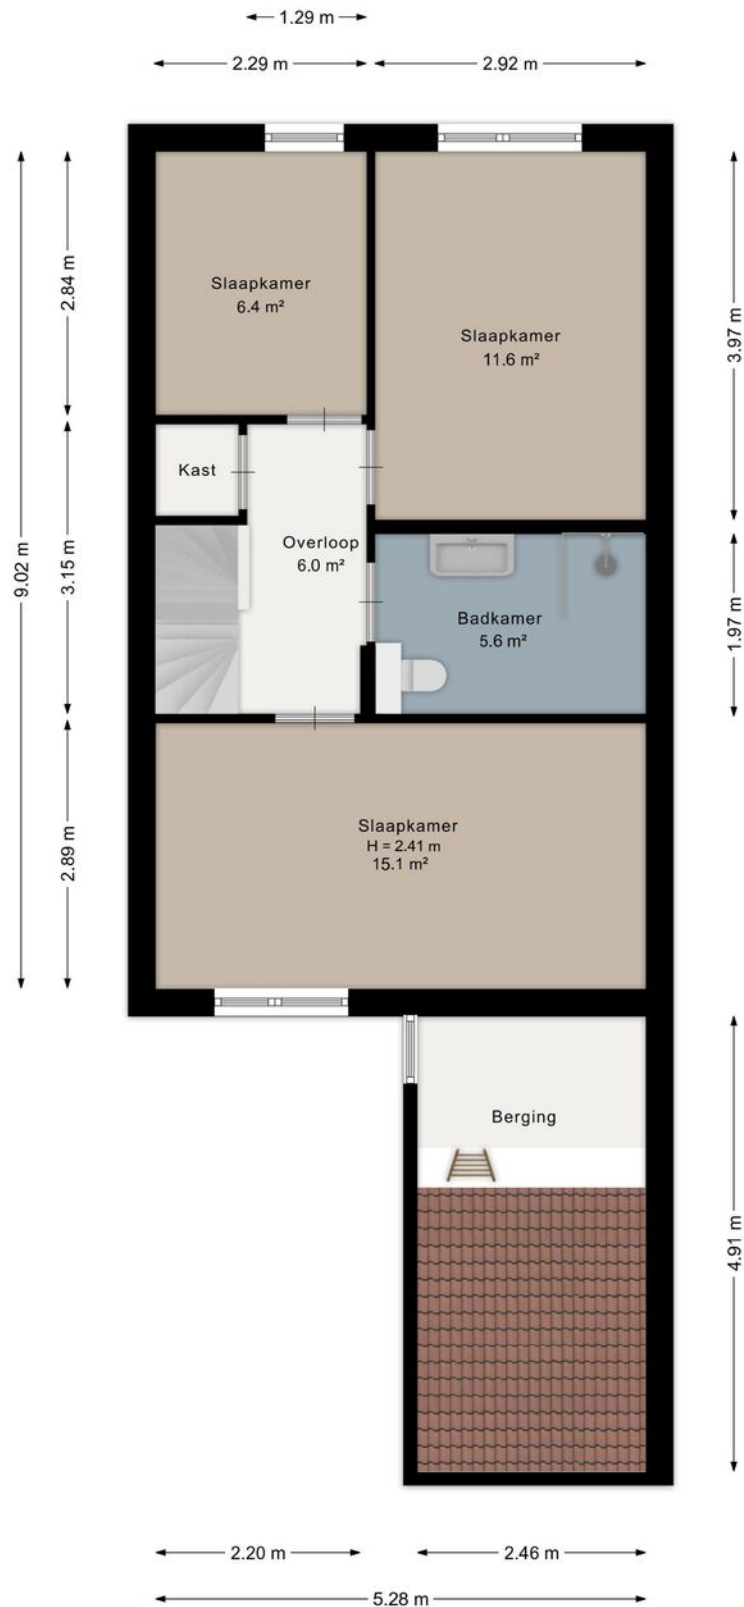 1.29 m
2.29 m
2.92 m
Slaapkamer
6.4 m²
2.84 m
Slaapkamer
11.6 m²
3.97 m
Kast
Overloop
6.0 m²
9.02 m
3.15 m
Badkamer
5.6 m²
1.97 m
Slaapkamer
H = 2.41 m
15.1 m²
2.89 m
Berging
4.91 m
2.20 m
2.46 m
5.28 m